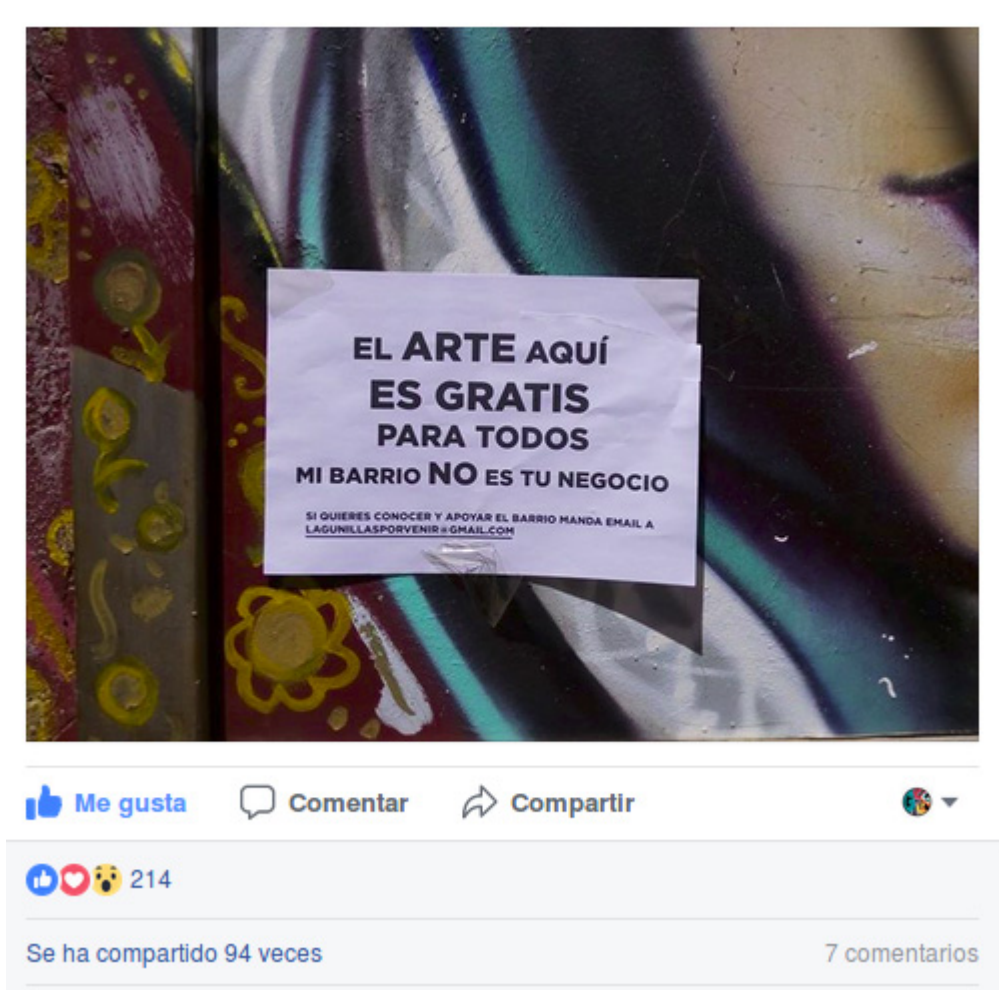 EL ARTE AQUÍ
ES GRATIS
PARA TODOS
MI BARRIO NO ES TU NEGOCIO
SI QUIERES CONOCER Y APOYAR EL BARRIO MANDA EMAIL A
LAGUNILLASPORVENIR@GMAIL.COM
Me gusta Comentar Compartir
214
Se ha compartido 94 veces 7 comentarios